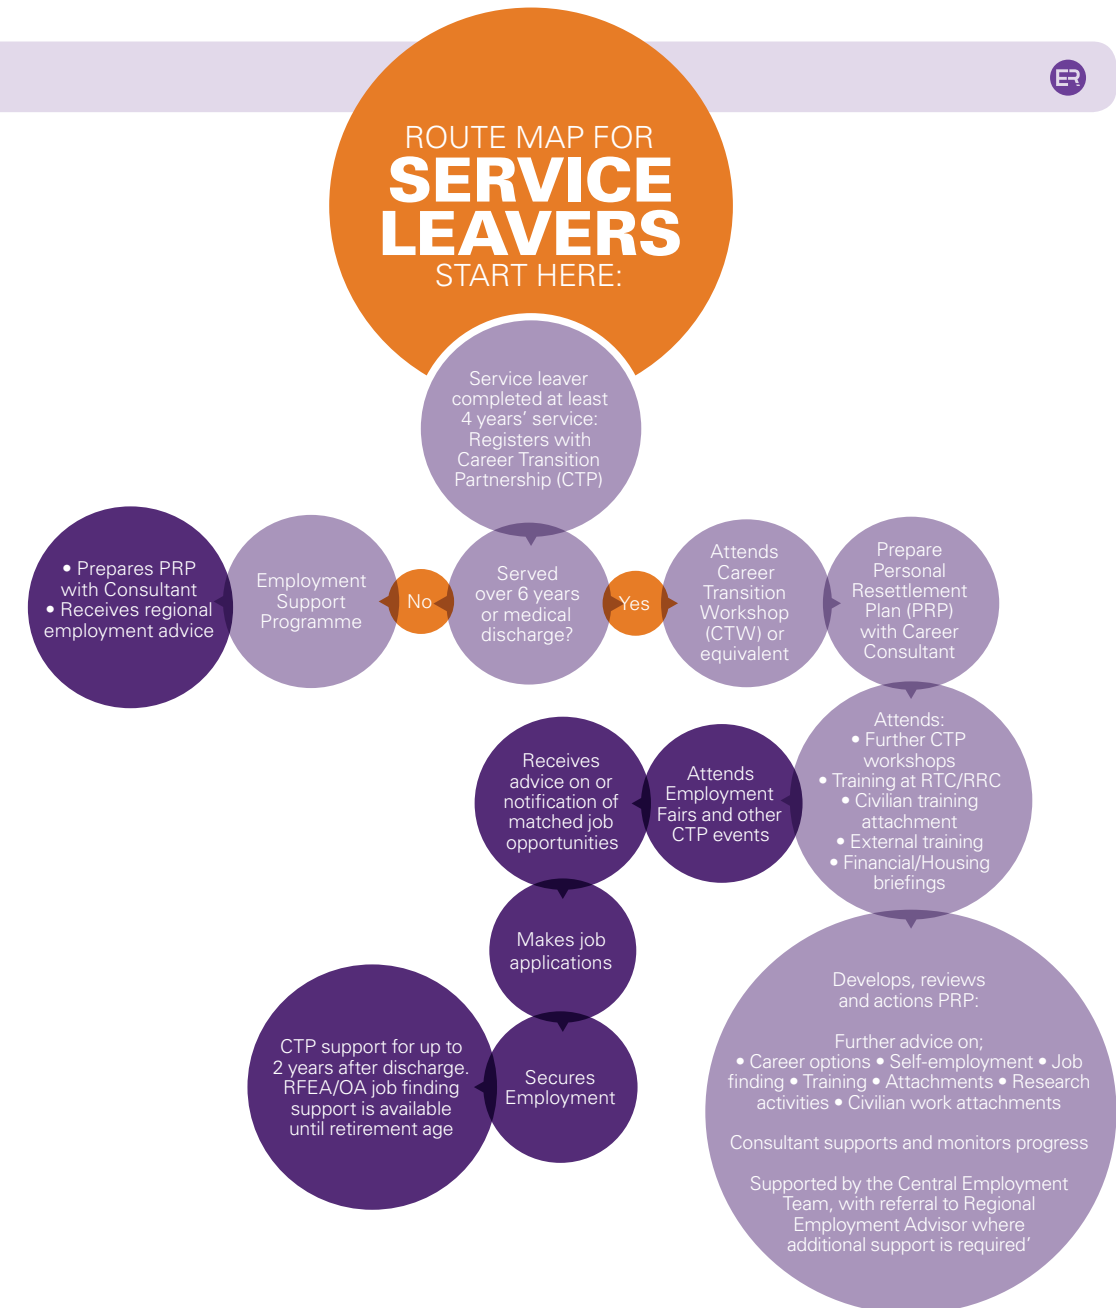 ER
ROUTE MAP FOR
SERVICE
LEAVERS
START HERE:
Service leaver
completed at least
4 years’ service:
Registers with
Career Transition
Partnership (CTP)
Served
over 6 years
or medical
discharge?
No
Employment
Support
Programme
• Prepares PRP
with Consultant
• Receives regional
employment advice
Yes
Attends
Career
Transition
Workshop
(CTW) or
equivalent
Prepare
Personal
Resettlement
Plan (PRP)
with Career
Consultant
Attends:
• Further CTP
workshops
• Training at RTC/RRC
• Civilian training
attachment
• External training
• Financial/Housing
briefings
Attends
Employment
Fairs and other
CTP events
Receives
advice on or
notification of
matched job
opportunities
Makes job
applications
Secures
Employment
CTP support for up to
2 years after discharge.
RFEA/OA job finding
support is available
until retirement age
Develops, reviews
and actions PRP:
Further advice on;
• Career options • Self-employment • Job
finding • Training • Attachments • Research
activities • Civilian work attachments
Consultant supports and monitors progress
Supported by the Central Employment
Team, with referral to Regional
Employment Advisor where
additional support is required’